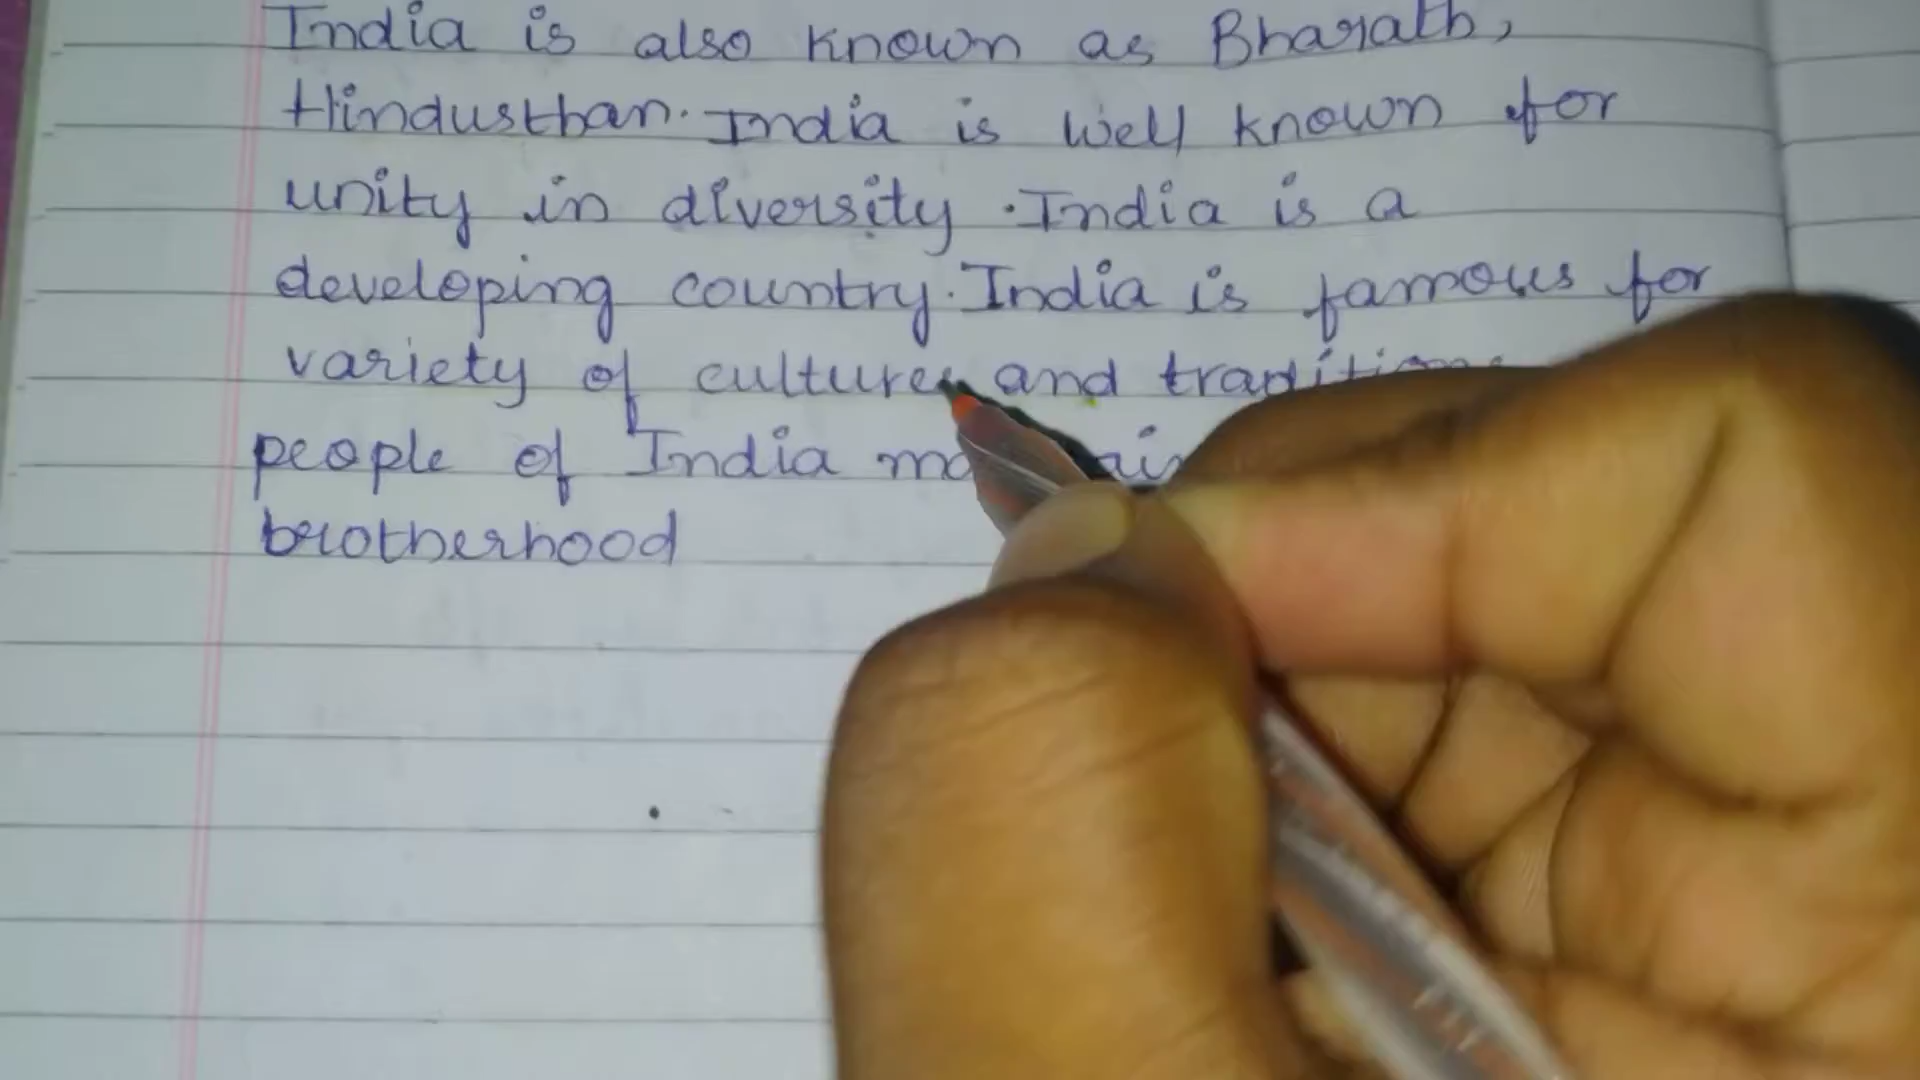 India is also known as Bharath,
Hindusthan. India is well known for
unity in diversity. India is a
developing country. India is famous for
variety of cultures and traditions
people of India
brotherhood